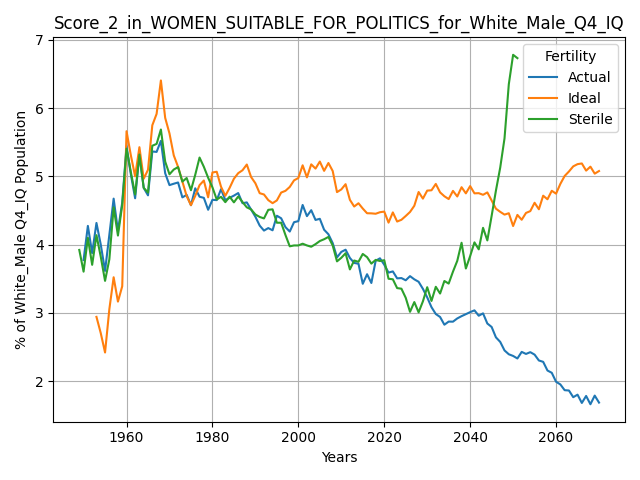 Score_2_in_WOMEN_SUITABLE_FOR_POLITICS_for_White_Male_Q4_IQ
% of White_Male Q4_IQ Population
7
6
5
4
3
2
Fertility
Actual
Ideal
Sterile
1960
1980
2000
2020
2040
2060
Years